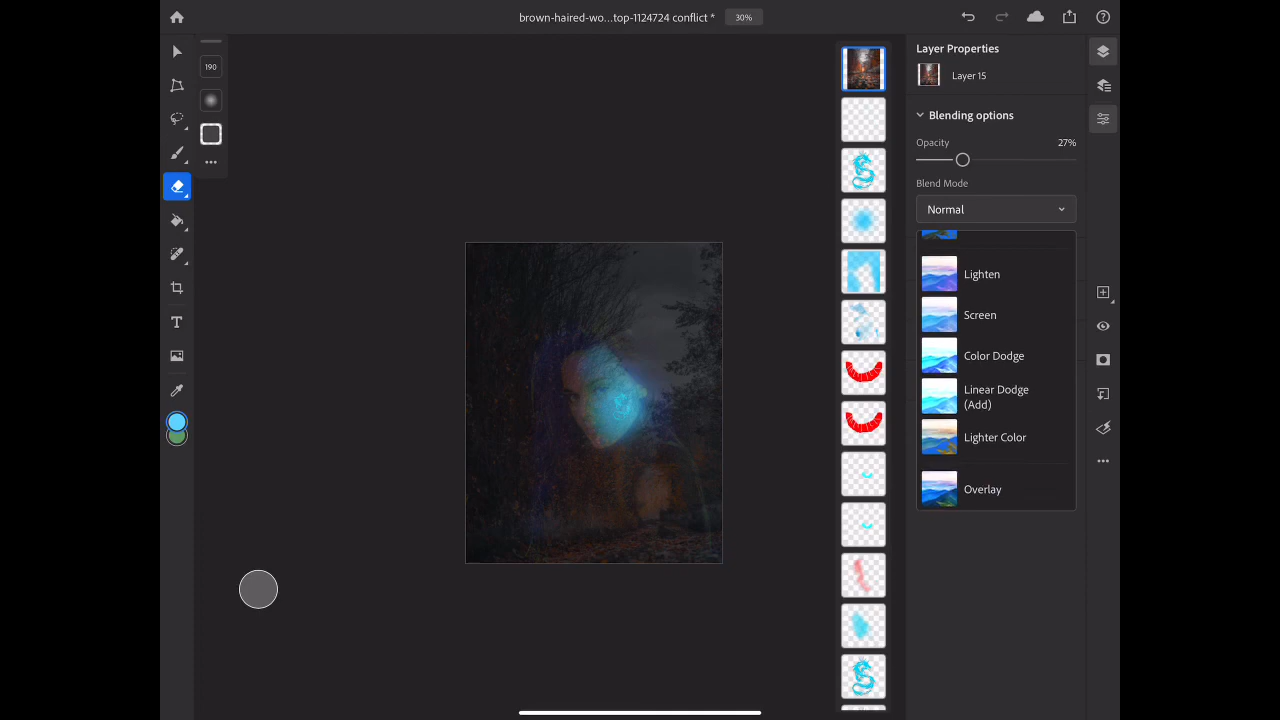 brown-haired-wo...top-1124724 conflict *
30%
190
Layer Properties
Layer 15
Blending options
Opacity
27%
Blend Mode
Normal
Lighten
Screen
Color Dodge
Linear Dodge
(Add)
Lighter Color
Overlay